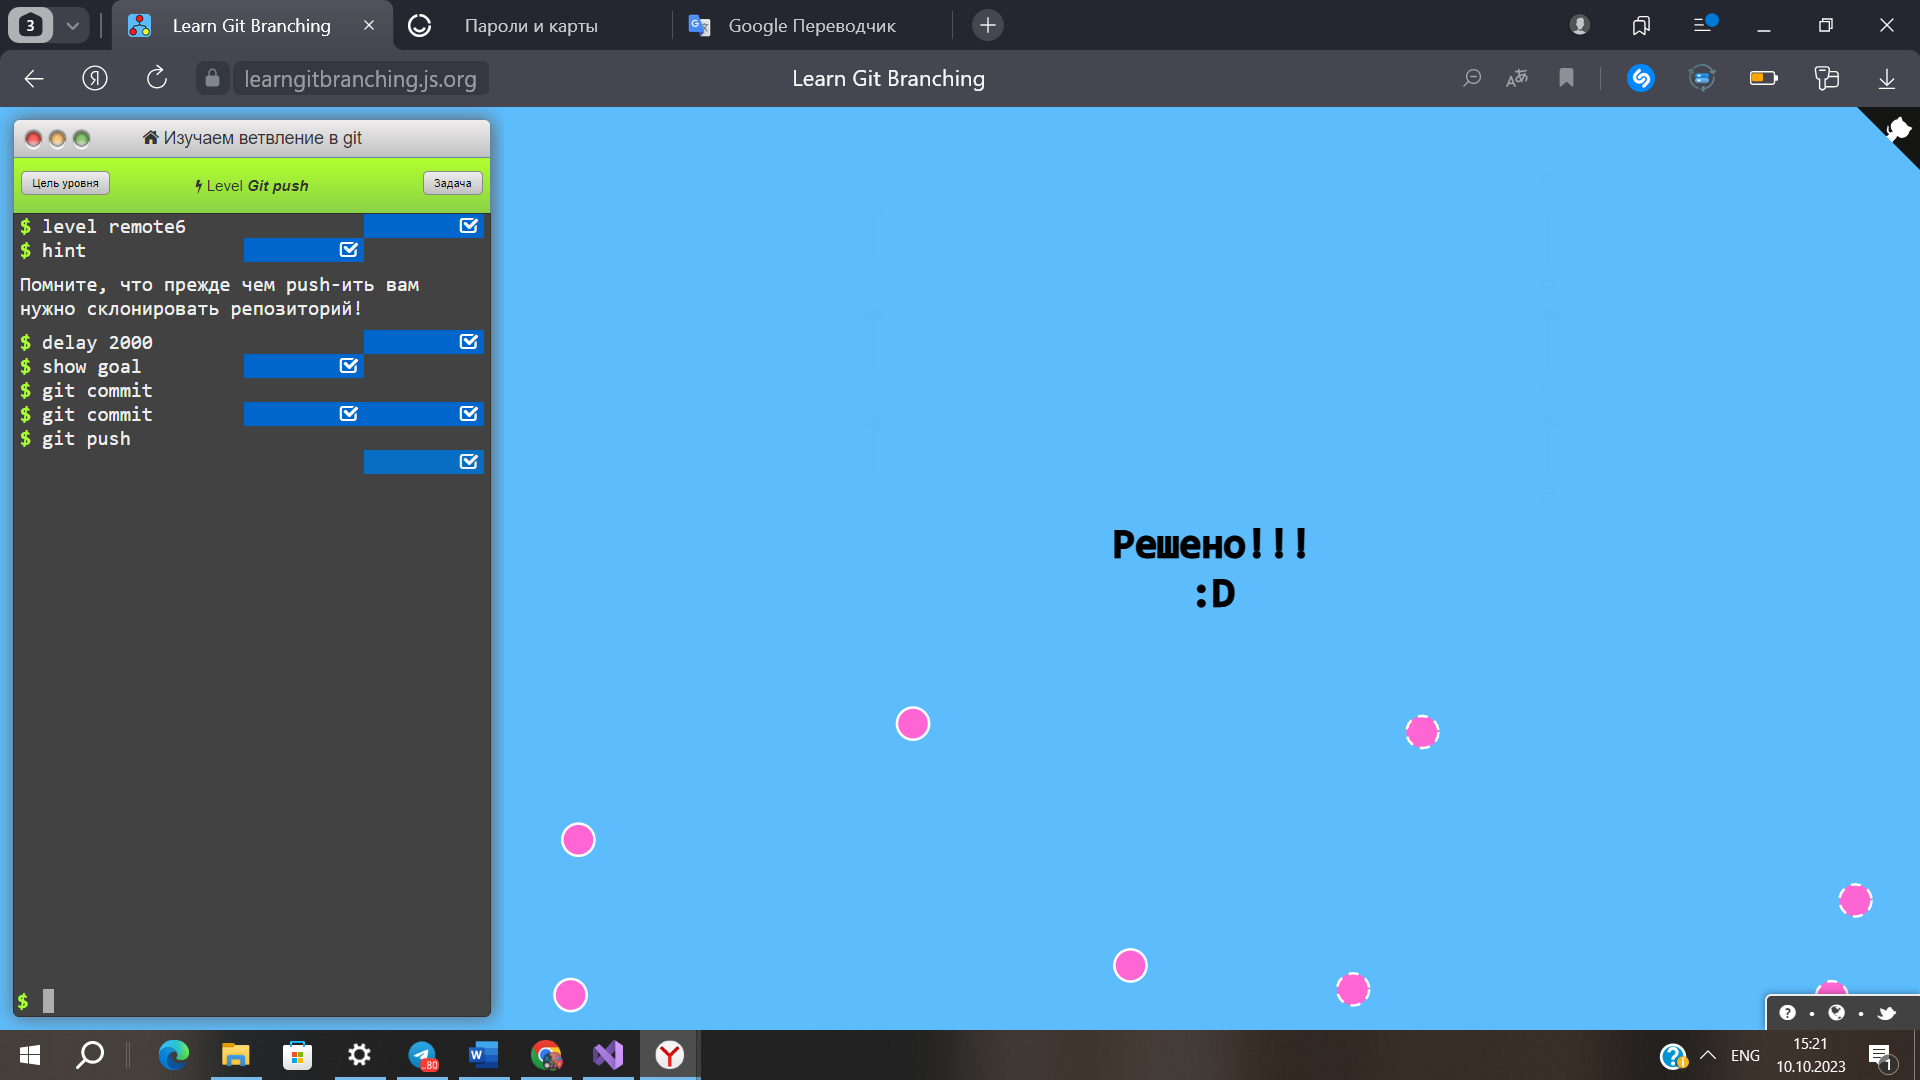 3
Learn Git Branching
Пароли и карты
Google Переводчик
learngitbranching.js.org
Learn Git Branching
Изучаем ветвление в git
Цель уровня
Level Git push
Задача
$ level remote6
$ hint
Помните, что прежде чем push-ить вам
нужно склонировать репозиторий!
$ delay 2000
$ show goal
$ git commit
$ git commit
$ git push
$
Решено!!!
:D
ENG
15:21
10.10.2023
1
..80